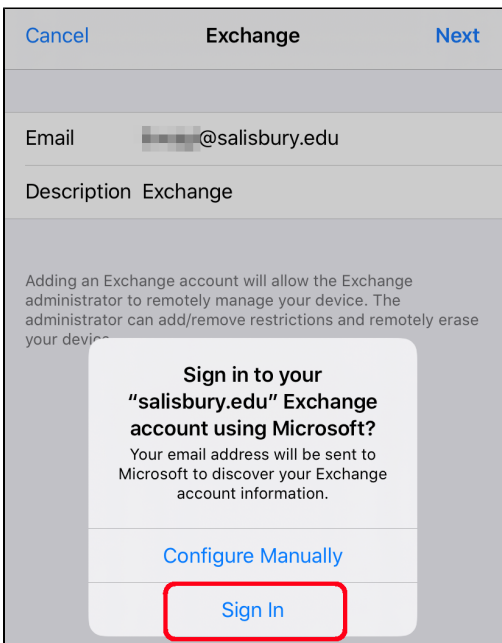 Cancel Exchange Next
Email @salisbury.edu
Description Exchange
Adding an Exchange account will allow the Exchange
administrator to remotely manage your device. The
administrator can add/remove restrictions and remotely erase
your device
Sign in to your
“salisbury.edu” Exchange
account using Microsoft?
Your email address will be sent to
Microsoft to discover your Exchange
account information.
Configure Manually
Sign In